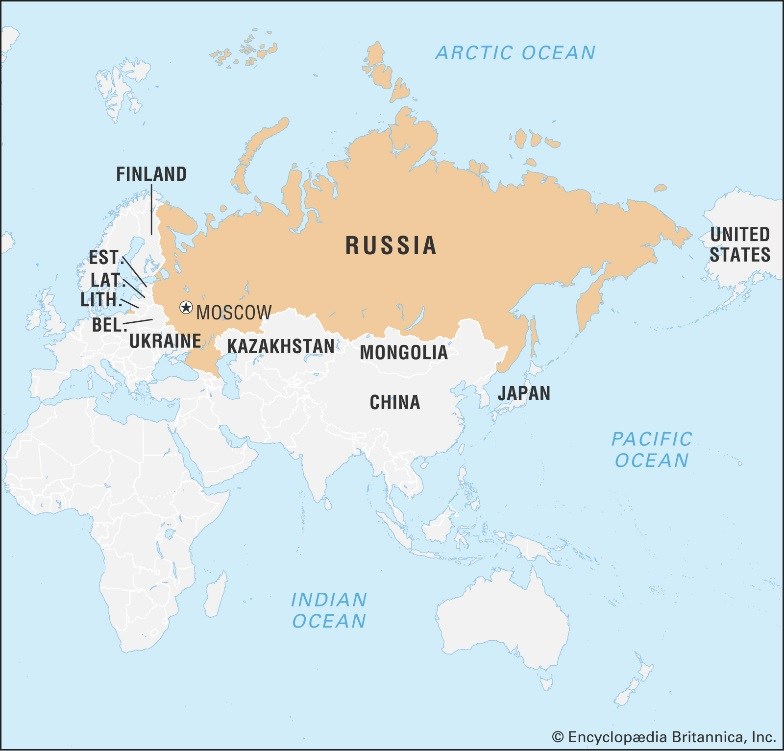 ARCTIC OCEAN
FINLAND
RUSSIA
UNITED
STATES
EST.
LAT.
LITH.
MOSCOW
BEL.
UKRAINE
KAZAKHSTAN
MONGOLIA
CHINA
JAPAN
PACIFIC
OCEAN
INDIAN
OCEAN
© Encyclopædia Britannica, Inc.